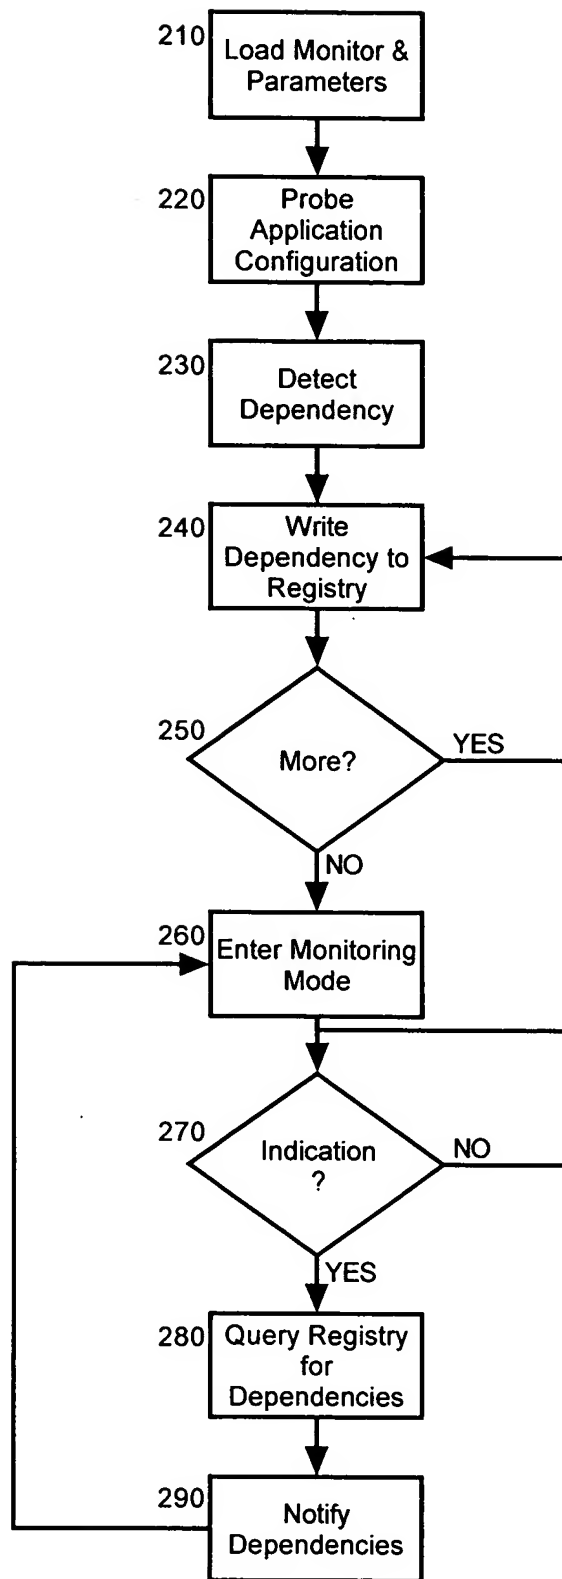 210
Load Monitor &
Parameters
220
Probe
Application
Configuration
230
Detect
Dependency
240
Write
Dependency to
Registry
250
More?
YES
NO
260
Enter Monitoring
Mode
270
Indication
?
NO
YES
280
Query Registry
for
Dependencies
290
Notify
Dependencies